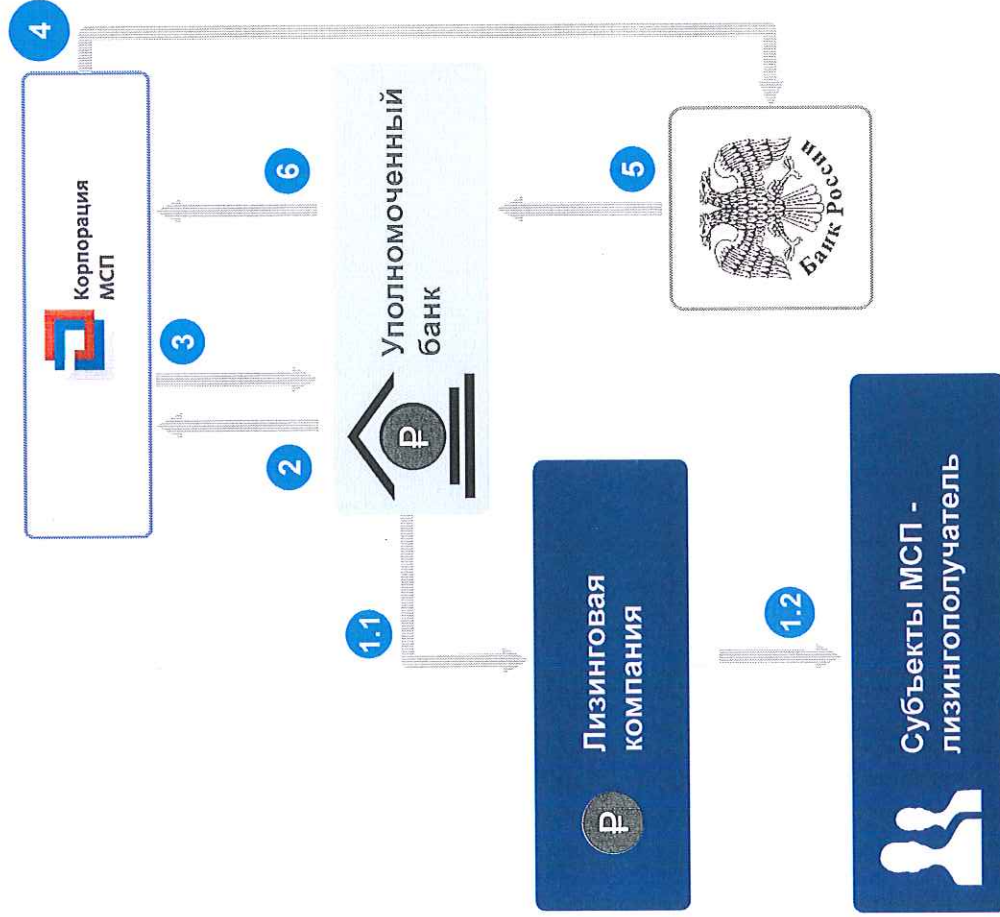 4
Корпорация
МСП
3
6
2
Уполномоченный
банк
₽
1.1
5
Банк России
Лизинговая
компания
₽
1.2
Субъекты МСП -
лизингополучатель